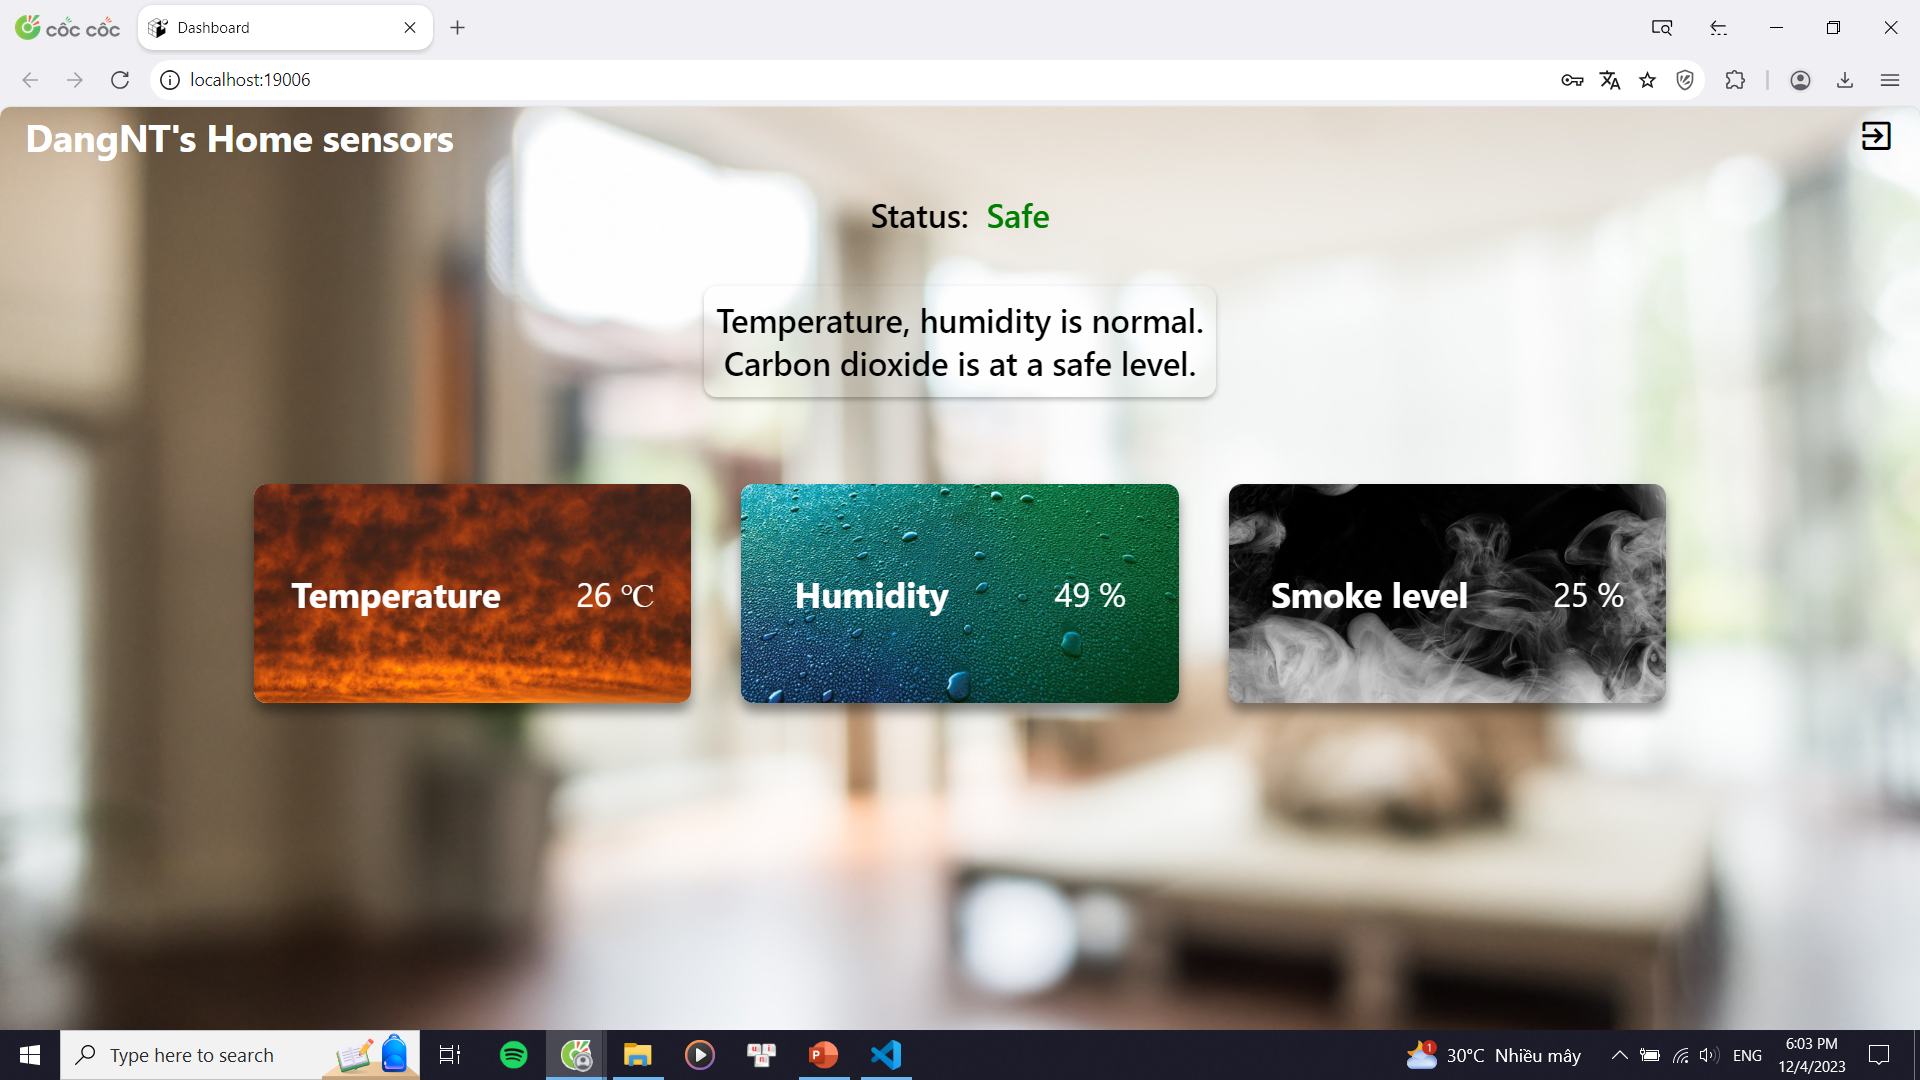 cốc cốc
Dashboard
localhost:19006
DangNT's Home sensors
Status: Safe
Temperature, humidity is normal.
Carbon dioxide is at a safe level.
Temperature 26 ℃
Humidity 49 %
Smoke level 25 %
Type here to search
1
30°C Nhiều mây
ENG
6:03 PM
12/4/2023